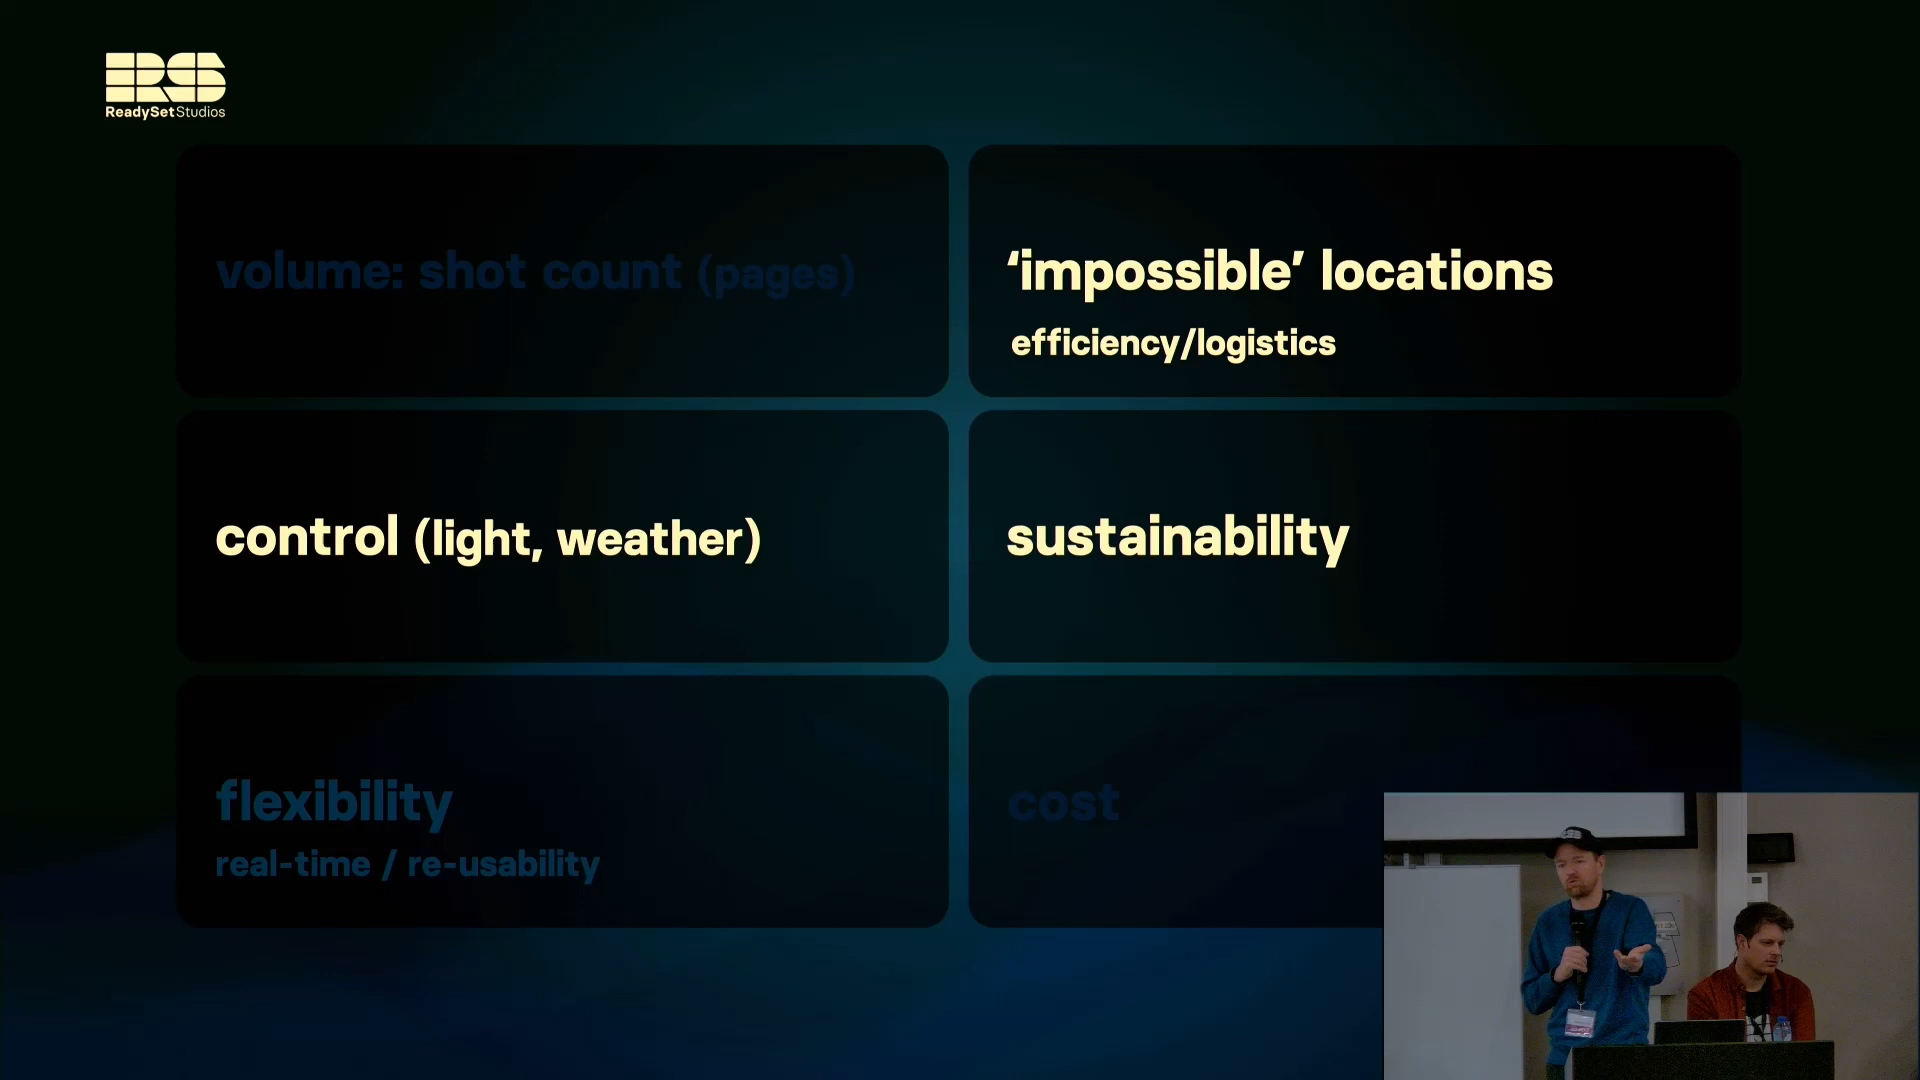 RS
ReadySetStudios
volume: shot count (pages)
‘impossible’ locations
efficiency/logistics
control (light, weather)
sustainability
flexibility
real-time / re-usability
cost